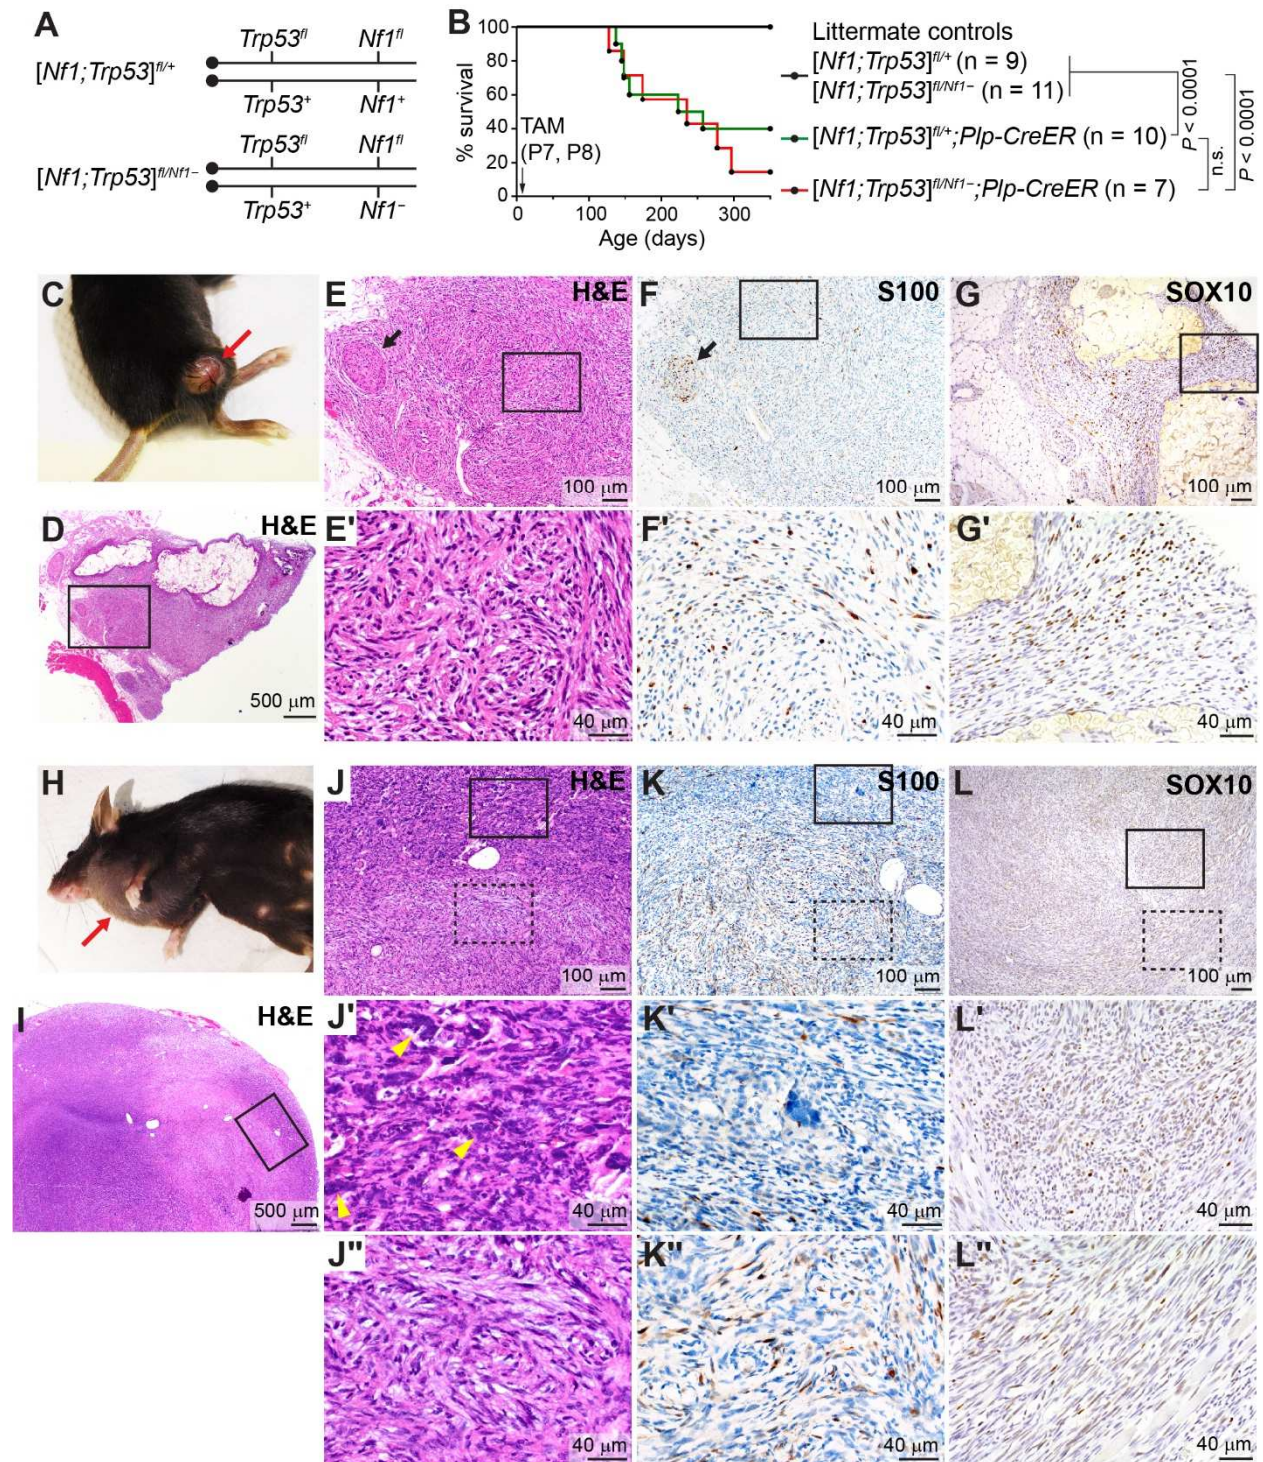 A
Trp53fl Nf1fl
[Nf1;Trp53]fl/+
Trp53+ Nf1+
Trp53fl Nf1fl
[Nf1;Trp53]fl/Nf1−
Trp53+ Nf1−
B
% survival
100
80
60
40
20
0
TAM
(P7, P8)
0 100 200 300
Age (days)
Littermate controls
[Nf1;Trp53]fl/+ (n = 9)
[Nf1;Trp53]fl/Nf1− (n = 11)
[Nf1;Trp53]fl/+;Plp-CreER (n = 10)
[Nf1;Trp53]fl/Nf1−;Plp-CreER (n = 7)
P < 0.0001
n.s.
P < 0.0001
C
E H&E
100 µm
F S100
100 µm
G SOX10
100 µm
D H&E
500 µm
E'
40 µm
F'
40 µm
G'
40 µm
H
J H&E
100 µm
K S100
100 µm
L SOX10
100 µm
I H&E
500 µm
J'
40 µm
K'
40 µm
L'
40 µm
J"
40 µm
K"
40 µm
L"
40 µm